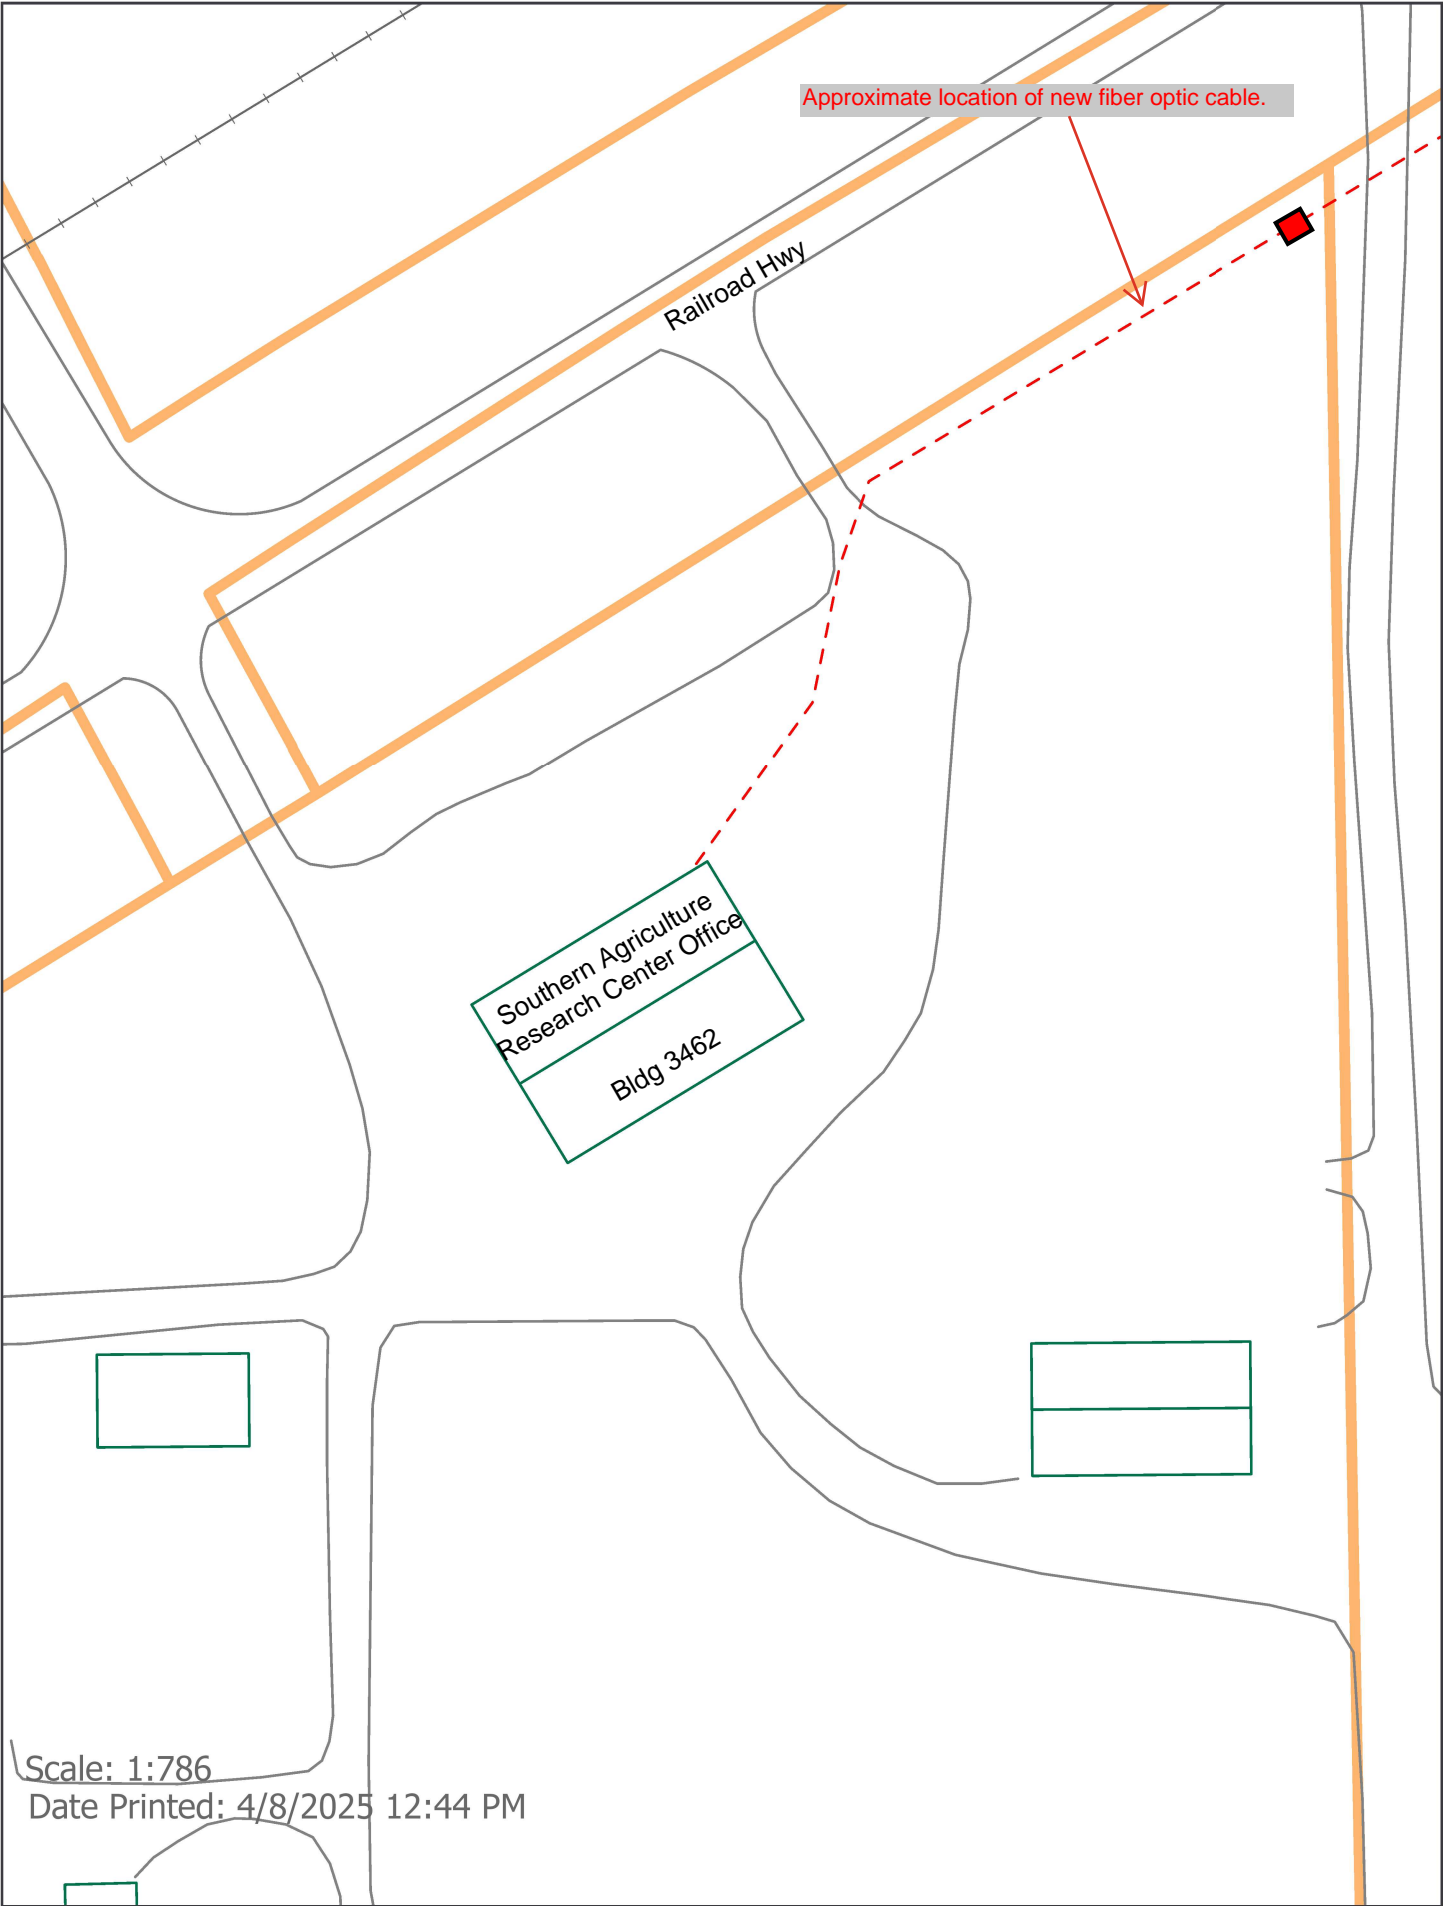 Approximate location of new fiber optic cable.
Railroad Hwy
Southern Agriculture
Research Center Office
Bldg 3462
Scale: 1:786
Date Printed: 4/8/2025 12:44 PM